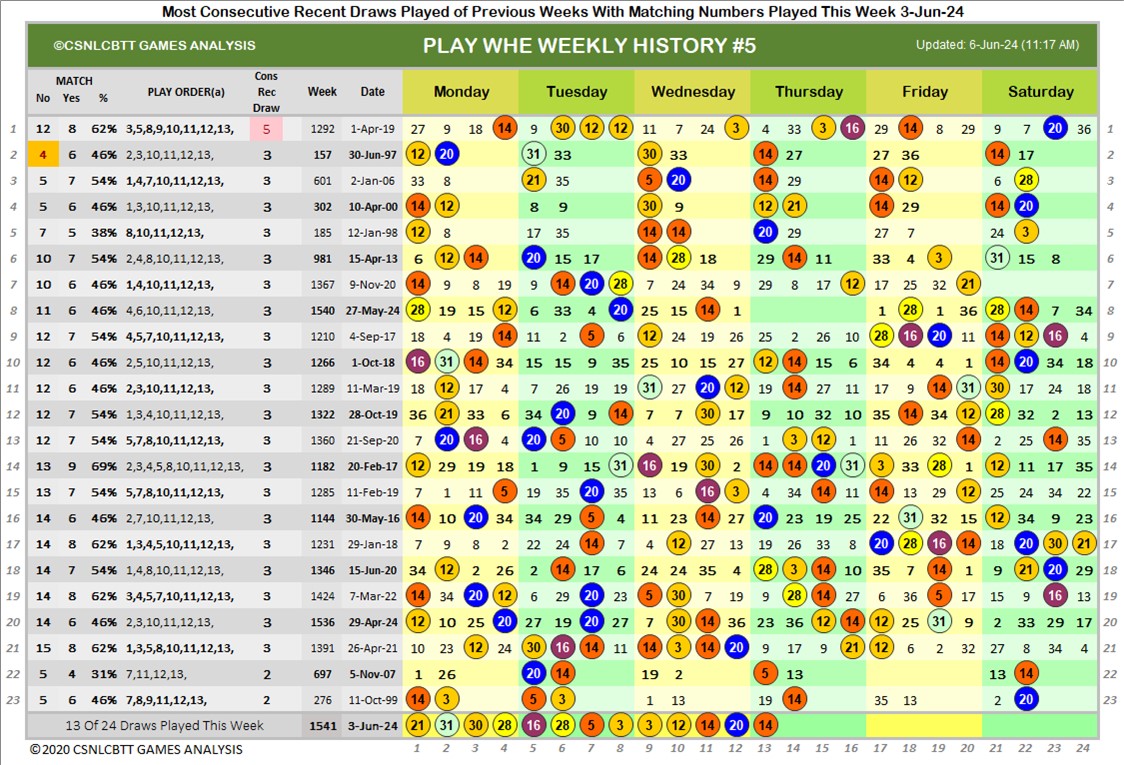 Most Consecutive Recent Draws Played of Previous Weeks With Matching Numbers Played This Week 3-Jun-24
©CSNLCBTT GAMES ANALYSIS PLAY WHE WEEKLY HISTORY #5 Updated: 6-Jun-24 (11:17 AM)
MATCH Cons
No Yes % PLAY ORDER(a) Rec Week Date Monday Tuesday Wednesday Thursday Friday Saturday
Draw
1 12 8 62% 3,5,8,9,10,11,12,13, 5 1292 1-Apr-19 27 9 18 14 9 30 12 12 11 7 24 3 4 33 3 16 29 14 8 29 9 7 20 36 1
2 4 6 46% 2,3,10,11,12,13, 3 157 30-Jun-97 12 20 31 33 30 33 14 27 27 36 14 17 2
3 5 7 54% 1,4,7,10,11,12,13, 3 601 2-Jan-06 33 8 21 35 5 20 14 29 14 12 6 28 3
4 5 6 46% 1,3,10,11,12,13, 3 302 10-Apr-00 14 12 8 9 30 9 12 21 14 29 14 20 4
5 7 5 38% 8,10,11,12,13, 3 185 12-Jan-98 12 8 17 35 14 14 20 29 27 7 24 3 5
6 10 7 54% 2,4,8,10,11,12,13, 3 981 15-Apr-13 6 12 14 20 15 17 14 28 18 29 14 11 33 4 3 31 15 8 6
7 10 6 46% 1,4,10,11,12,13, 3 1367 9-Nov-20 14 9 8 19 9 14 20 28 7 24 34 9 29 8 17 12 17 25 32 21 7
8 11 6 46% 4,6,10,11,12,13, 3 1540 27-May-24 28 19 15 12 6 33 4 20 25 15 14 1 1 28 1 36 28 14 7 34 8
9 12 7 54% 4,5,7,10,11,12,13, 3 1210 4-Sep-17 18 4 19 14 11 2 5 6 12 24 19 26 25 2 26 10 28 16 20 11 14 12 16 4 9
10 12 6 46% 2,5,10,11,12,13, 3 1266 1-Oct-18 16 31 14 34 15 15 9 35 25 10 15 27 12 14 15 6 34 4 4 1 14 20 34 18 10
11 12 6 46% 2,3,10,11,12,13, 3 1289 11-Mar-19 18 12 17 4 7 26 19 19 31 27 20 12 19 14 27 11 17 9 14 31 30 17 24 18 11
12 12 7 54% 1,3,4,10,11,12,13, 3 1322 28-Oct-19 36 21 33 6 34 20 9 14 7 7 30 17 9 10 32 10 35 14 34 12 28 32 2 13 12
13 12 7 54% 5,7,8,10,11,12,13, 3 1360 21-Sep-20 7 20 16 4 20 5 10 10 4 27 25 26 1 3 12 1 11 26 32 14 2 25 14 35 13
14 13 9 69% 2,3,4,5,8,10,11,12,13, 3 1182 20-Feb-17 12 29 19 18 1 9 15 31 16 19 30 2 14 14 20 31 3 33 28 1 12 11 17 35 14
15 13 7 54% 5,7,8,10,11,12,13, 3 1285 11-Feb-19 7 1 11 5 19 35 20 35 13 6 16 3 4 34 14 11 14 13 29 12 25 24 34 22 15
16 14 6 46% 2,7,10,11,12,13, 3 1144 30-May-16 14 10 20 34 34 29 5 4 11 23 14 27 20 23 19 25 22 31 32 15 12 34 9 23 16
17 14 8 62% 1,3,4,5,10,11,12,13, 3 1231 29-Jan-18 7 9 8 2 22 24 14 7 4 12 27 13 19 26 33 8 20 28 16 14 18 20 30 21 17
18 14 7 54% 1,4,8,10,11,12,13, 3 1346 15-Jun-20 34 12 2 26 2 14 17 6 24 24 35 4 28 3 14 10 35 7 14 1 9 21 20 29 18
19 14 8 62% 3,4,5,7,10,11,12,13, 3 1424 7-Mar-22 14 34 20 12 6 29 20 23 5 30 7 19 9 28 14 27 6 36 5 17 15 9 16 13 19
20 14 6 46% 2,3,10,11,12,13, 3 1536 29-Apr-24 12 10 25 20 27 19 20 27 7 30 14 36 23 36 12 14 12 25 31 9 2 33 29 17 20
21 15 8 62% 1,3,5,8,10,11,12,13, 3 1391 26-Apr-21 10 23 12 24 30 16 14 11 14 3 14 20 9 17 9 21 12 6 2 32 27 8 34 4 21
22 5 4 31% 7,11,12,13, 2 697 5-Nov-07 1 26 20 14 19 2 5 13 13 14 22
23 5 6 46% 7,8,9,11,12,13, 2 276 11-Oct-99 14 3 5 3 1 13 19 14 35 13 2 20 23
13 Of 24 Draws Played This Week 1541 3-Jun-24 21 31 30 28 16 28 5 3 3 12 14 20 14
© 2020 CSNLCBTT GAMES ANALYSIS 1 2 3 4 5 6 7 8 9 10 11 12 13 14 15 16 17 18 19 20 21 22 23 24